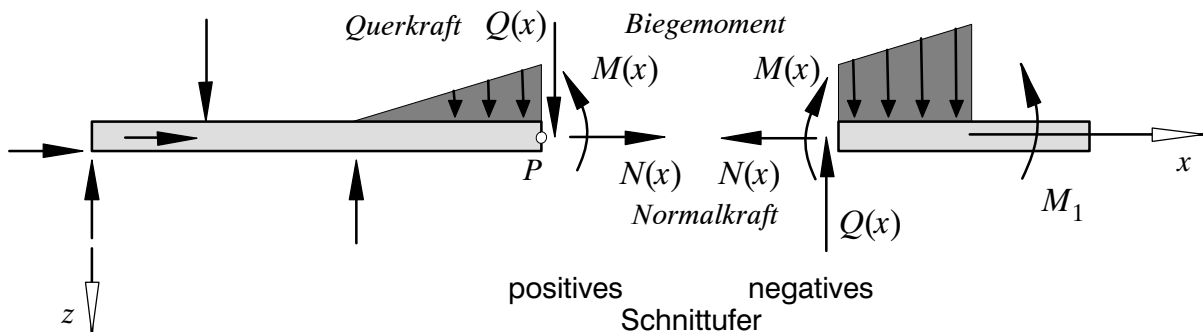 Querkraft Q(x) Biegemoment
M(x) M(x)
P
N(x) N(x)
x
Normalkraft
M1
Q(x)
positives negatives
z
Schnittufer